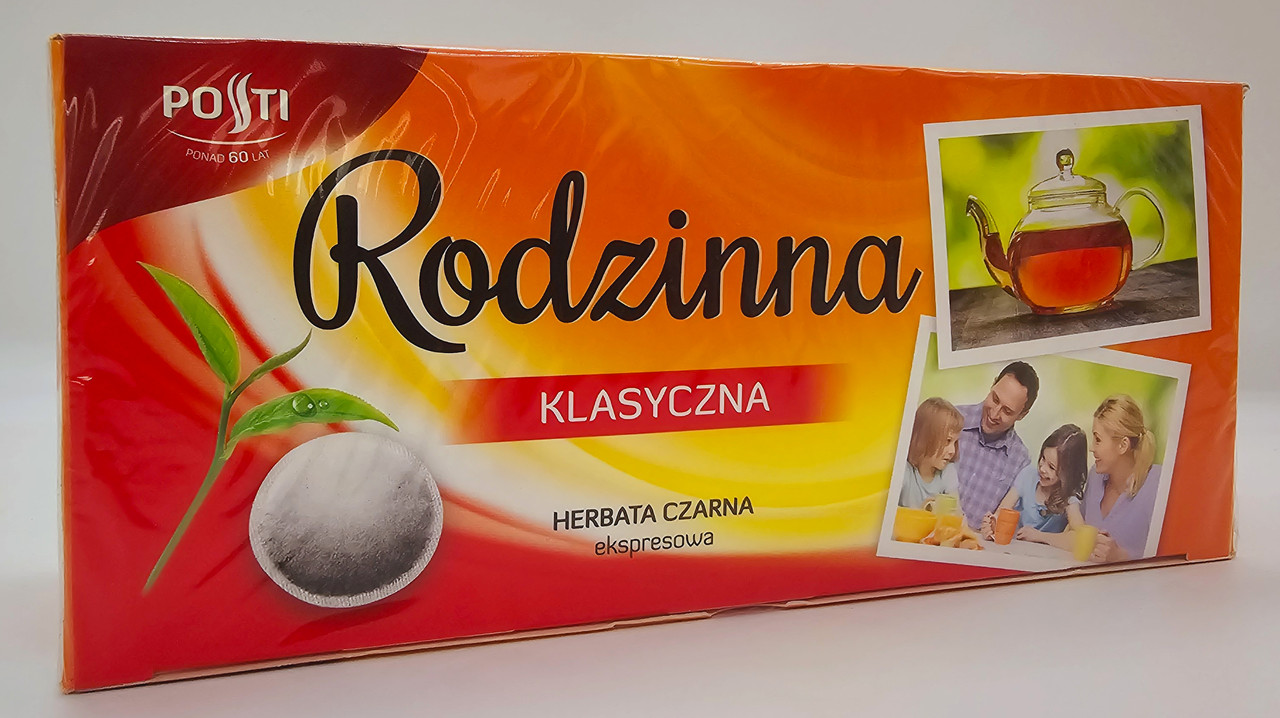 POSTI
PONAD 60 LAT
Rodzinna
KLASYCZNA
HERBATA CZARNA
ekspresowa